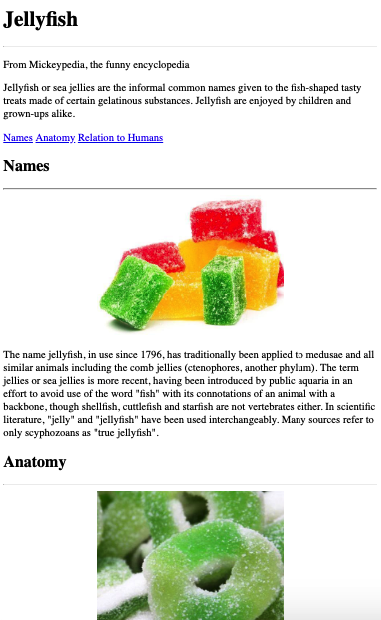 Jellyfish
From Mickeypedia, the funny encyclopedia
Jellyfish or sea jellies are the informal common names given to the fish-shaped tasty
treats made of certain gelatinous substances. Jellyfish are enjoyed by children and
grown-ups alike.
Names Anatomy Relation to Humans
Names
The name jellyfish, in use since 1796, has traditionally been applied to medusae and all
similar animals including the comb jellies (ctenophores, another phylum). The term
jellies or sea jellies is more recent, having been introduced by public aquaria in an
effort to avoid use of the word "fish" with its connotations of an animal with a
backbone, though shellfish, cuttlefish and starfish are not vertebrates either. In scientific
literature, "jelly" and "jellyfish" have been used interchangeably. Many sources refer to
only scyphozoans as "true jellyfish".
Anatomy